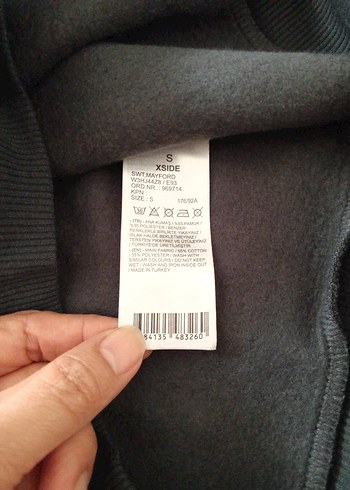 S
XSIDE
SWT.MAYFORD
W3HJ44Z8 / E93
ORD.NR. : 969714
KPN
SIZE : S 176/92A
-(TR)- ANA KUMAŞ / %65 PAMUK /
%35 POLYESTER / BENZER
RENKLERLE BİRLİKTE YIKAYINIZ /
ISLAK HALDE BEKLETMEYİNİZ /
TERSTEN YIKAYINIZ VE ÜTÜLEYİNİZ
/ TÜRKİYE'DE ÜRETİLMİŞTİR.
-(EN)- MAIN FABRIC / 65% COTTON
- 35% POLYESTER / WASH WITH
SIMILAR COLOURS / DO NOT KEEP
WET / WASH AND IRON INSIDE OUT
/ MADE IN TURKEY
84135 483260